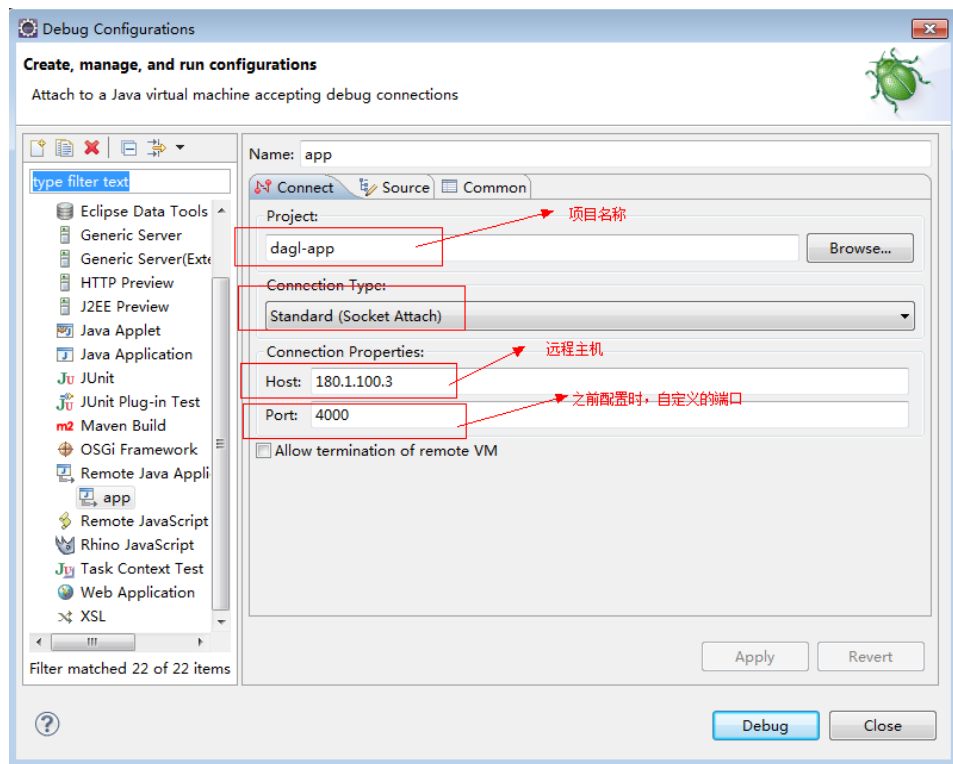 Debug Configurations
Create, manage, and run configurations
Attach to a Java virtual machine accepting debug connections
type filter text
Eclipse Data Tools
Generic Server
Generic Server(Exte
HTTP Preview
J2EE Preview
Java Applet
Java Application
Ju JUnit
JUnit Plug-in Test
m2 Maven Build
OSGi Framework
Remote Java Appli
app
Remote JavaScript
Rhino JavaScript
Task Context Test
Web Application
XSL
Filter matched 22 of 22 items
Name: app
Connect Source Common
Project: 项目名称
dagl-app Browse...
Connection Type:
Standard (Socket Attach)
Connection Properties: 远程主机
Host: 180.1.100.3
之前配置时，自定义的端口
Port: 4000
Allow termination of remote VM
Apply Revert
? Debug Close